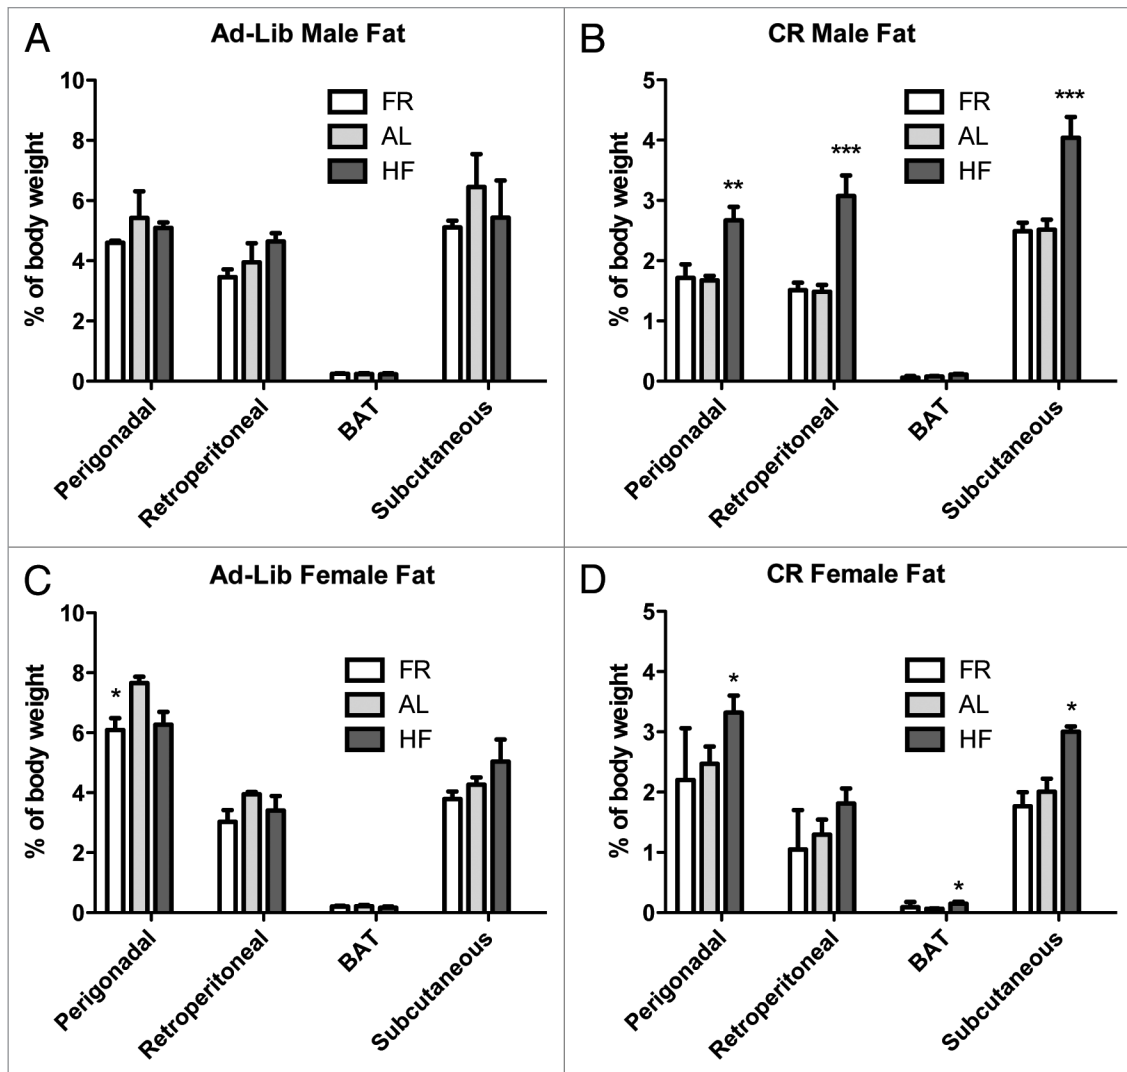 A
Ad-Lib Male Fat
% of body weight
10
8
6
4
2
0
FR
AL
HF
Perigonadal
Retroperitoneal
BAT
Subcutaneous
B
CR Male Fat
% of body weight
5
4
3
2
1
0
FR
AL
HF
**
***
***
Perigonadal
Retroperitoneal
BAT
Subcutaneous
C
Ad-Lib Female Fat
% of body weight
10
8
6
4
2
0
FR
AL
HF
*
Perigonadal
Retroperitoneal
BAT
Subcutaneous
D
CR Female Fat
% of body weight
5
4
3
2
1
0
FR
AL
HF
*
*
*
Perigonadal
Retroperitoneal
BAT
Subcutaneous